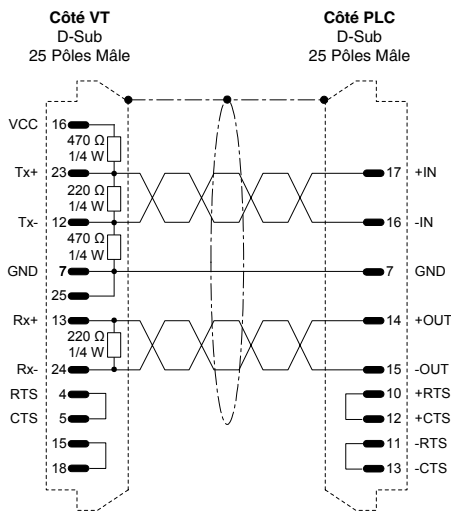 Côté VT Côté PLC
D-Sub D-Sub
25 Pôles Mâle 25 Pôles Mâle
VCC 16
470 Ω
1/4 W
Tx+ 23 17 +IN
220 Ω
1/4 W
Tx- 12 16 -IN
470 Ω
1/4 W
GND 7 7 GND
25
Rx+ 13 14 +OUT
220 Ω
1/4 W
Rx- 24 15 -OUT
RTS 4 10 +RTS
CTS 5 12 +CTS
15 11 -RTS
18 13 -CTS